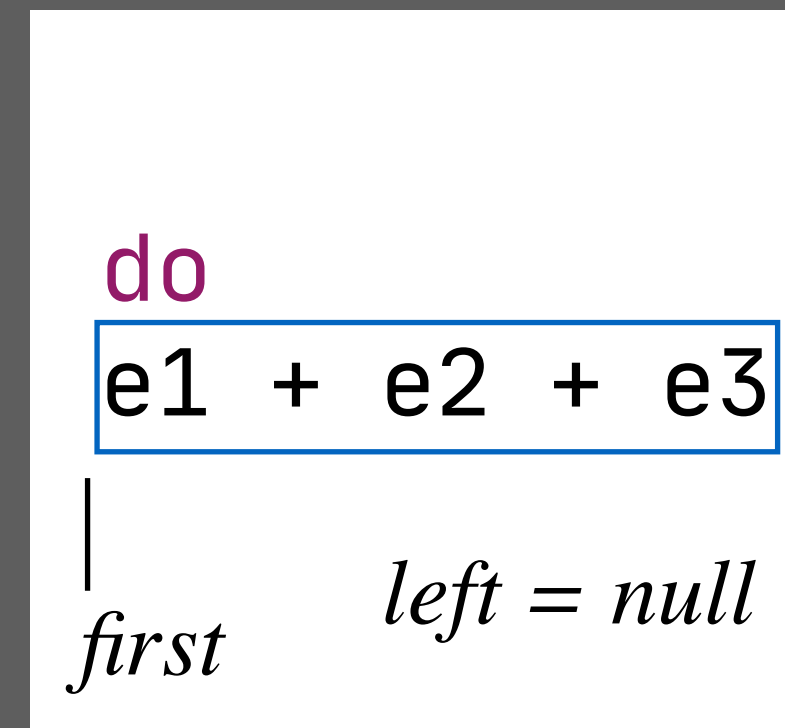 do
e1 + e2 + e3
left = null
first